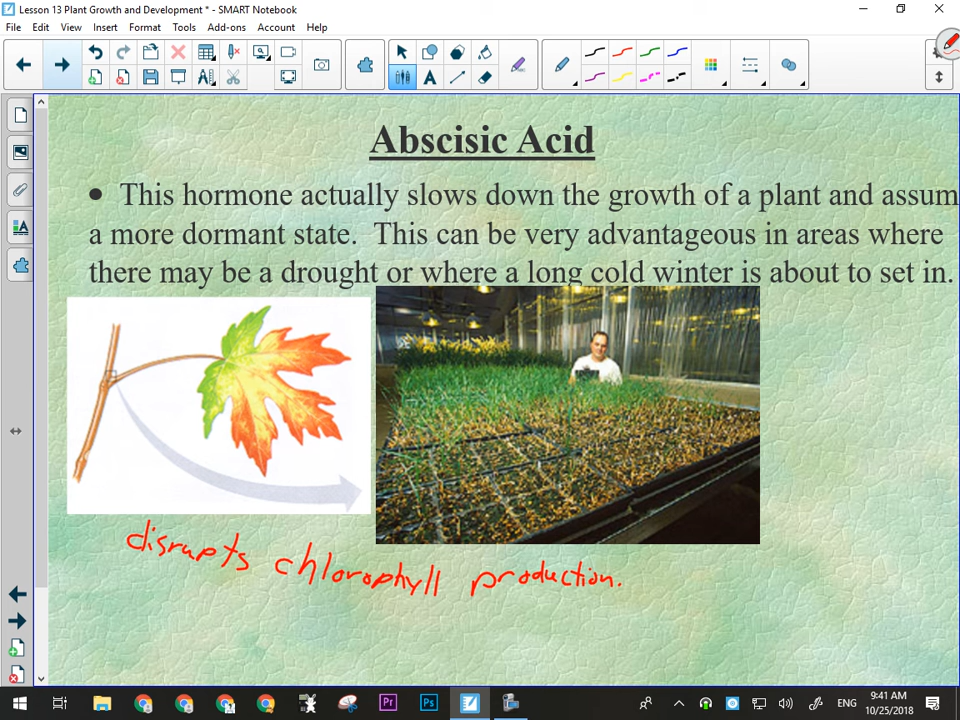 Lesson 13 Plant Growth and Development * - SMART Notebook
File Edit View Insert Format Tools Add-ons Account Help
Abscisic Acid
• This hormone actually slows down the growth of a plant and assum
a more dormant state. This can be very advantageous in areas where
there may be a drought or where a long cold winter is about to set in.
disrupts chlorophyll production.
Pr Ps ENG 9:41 AM
10/25/2018